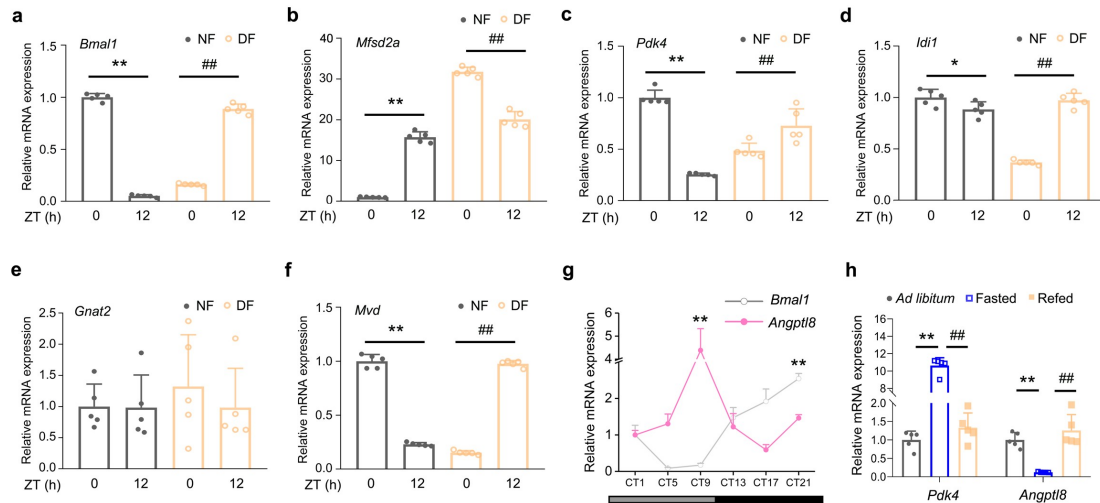 a
Bmal1
NF DF
Relative mRNA expression
1.5
1.0
0.5
0.0
** ##
0 12 0 12
ZT (h)
b
Mfsd2a
NF DF
Relative mRNA expression
40
30
20
10
0
** ##
0 12 0 12
ZT (h)
c
Pdk4
NF DF
Relative mRNA expression
1.5
1.0
0.5
0.0
** ##
0 12 0 12
ZT (h)
d
Idi1
NF DF
Relative mRNA expression
1.5
1.0
0.5
0.0
* ##
0 12 0 12
ZT (h)
e
Gnat2
NF DF
Relative mRNA expression
2.5
2.0
1.5
1.0
0.5
0.0
0 12 0 12
ZT (h)
f
Mvd
NF DF
Relative mRNA expression
1.5
1.0
0.5
0.0
** ##
0 12 0 12
ZT (h)
g
Bmal1
Angptl8
Relative mRNA expression
6
5
4
2
1
0
** **
CT1 CT5 CT9 CT13 CT17 CT21
h
Ad libitum Fasted Refed
Relative mRNA expression
16
14
12
10
8
2.0
1.5
1.0
0.5
0.0
** ## ** ##
Pdk4 Angptl8